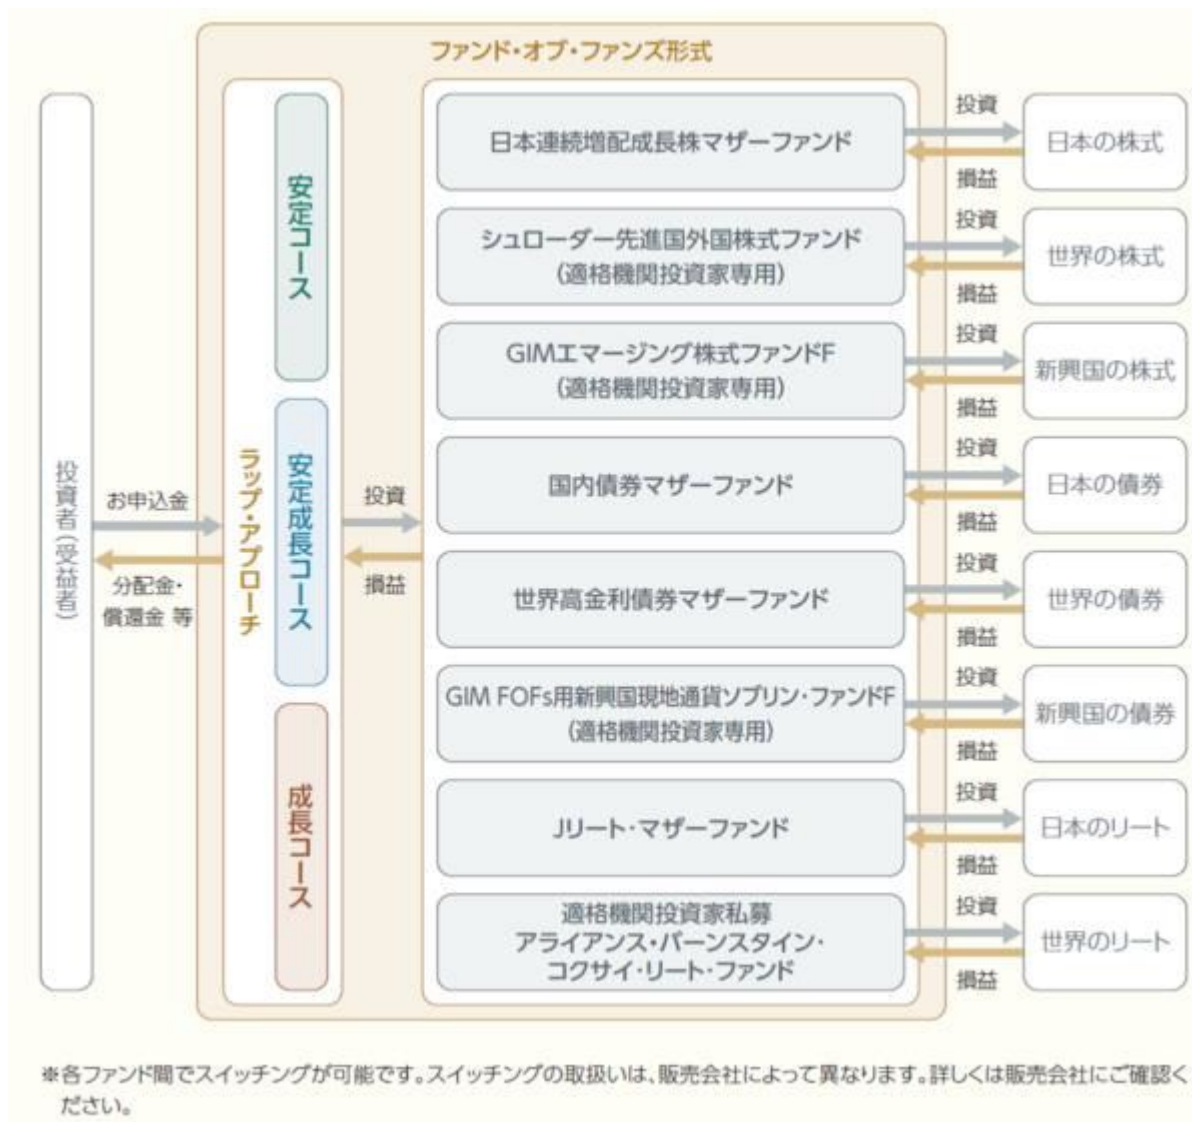 ファンド・オブ・ファンズ形式
投資者(受益者)
お申込金
分配金・
償還金 等
ラップ・アプローチ
安定コース
安定成長コース
成長コース
投資
損益
日本連続増配成長株マザーファンド
投資
損益
日本の株式
シュローダー先進国外国株式ファンド
(適格機関投資家専用)
投資
損益
世界の株式
GIMエマージング株式ファンドF
(適格機関投資家専用)
投資
損益
新興国の株式
国内債券マザーファンド
投資
損益
日本の債券
世界高金利債券マザーファンド
投資
損益
世界の債券
GIM FOFs用新興国現地通貨ソブリン・ファンドF
(適格機関投資家専用)
投資
損益
新興国の債券
Jリート・マザーファンド
投資
損益
日本のリート
適格機関投資家私募
アライアンス・バーンスタイン・
コクサイ・リート・ファンド
投資
損益
世界のリート
※各ファンド間でスイッチングが可能です。スイッチングの取扱いは、販売会社によって異なります。詳しくは販売会社にご確認く
ださい。